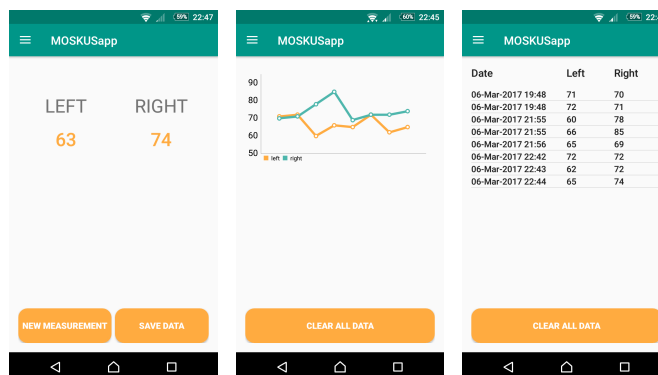 59% 22:47
MOSKUSapp
LEFT RIGHT
63 74
NEW MEASUREMENT SAVE DATA
60% 22:45
MOSKUSapp
90
80
70
60
50
left right
CLEAR ALL DATA
59% 22:
MOSKUSapp
Date Left Right
06-Mar-2017 19:48 71 70
06-Mar-2017 19:48 72 71
06-Mar-2017 21:55 60 78
06-Mar-2017 21:55 66 85
06-Mar-2017 21:56 65 69
06-Mar-2017 22:42 72 72
06-Mar-2017 22:43 62 72
06-Mar-2017 22:44 65 74
CLEAR ALL DATA